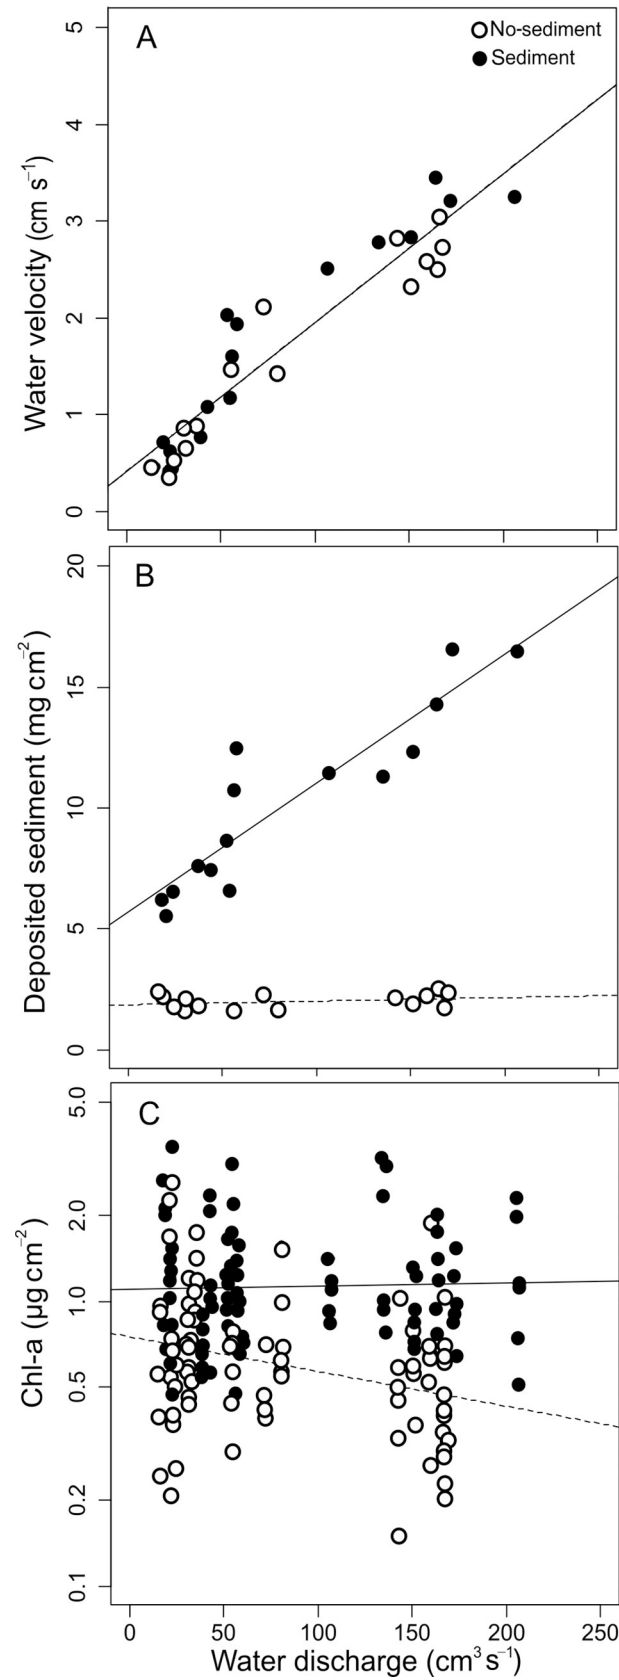 A
No-sediment
Sediment
5
4
3
2
1
0
Water velocity (cm s⁻¹)
B
20
15
10
5
0
Deposited sediment (mg cm⁻²)
C
5.0
2.0
1.0
0.5
0.2
0.1
Chl-a (µg cm⁻²)
0 50 100 150 200 250
Water discharge (cm³ s⁻¹)